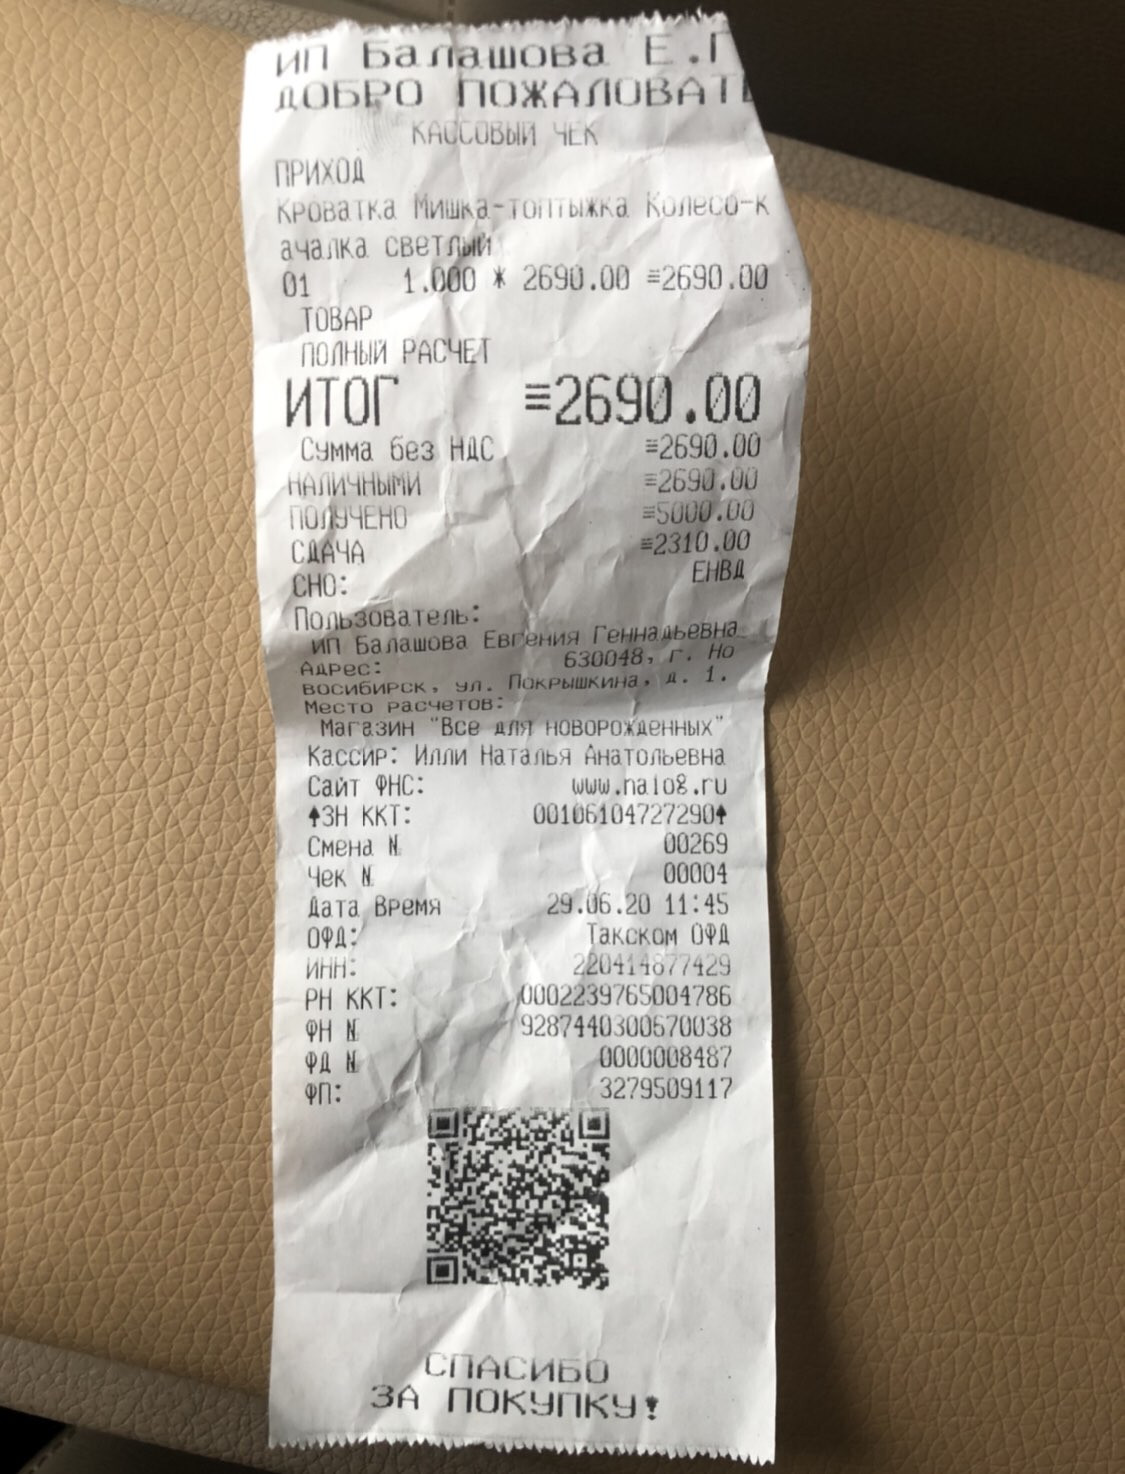 ИП Балашова Е.Г
ДОБРО ПОЖАЛОВАТЬ
КАССОВЫЙ ЧЕК
ПРИХОД
Кроватка Мишка-топтыжка Колесо-к
ачалка светлый
01 1.000 * 2690.00 ≡2690.00
ТОВАР
ПОЛНЫЙ РАСЧЕТ
ИТОГ ≡2690.00
Сумма без НДС ≡2690.00
НАЛИЧНЫМИ ≡2690.00
ПОЛУЧЕНО ≡5000.00
СДАЧА ≡2310.00
СНО: ЕНВД
Пользователь:
ИП Балашова Евгения Геннадьевна
Адрес: 630048, г. Но
восибирск, ул. Покрышкина, д. 1.
Место расчетов:
Магазин "Все для новорожденных"
Кассир: Илли Наталья Анатольевна
Сайт ФНС: www.nalog.ru
↑ЗН ККТ: 00106104727290↑
Смена № 00269
Чек № 00004
Дата Время 29.06.20 11:45
ОФД: Такском ОФД
ИНН: 220414877429
РН ККТ: 0002239765004786
ФН № 9287440300670038
ФД № 0000008487
ФП: 3279509117
СПАСИБО
ЗА ПОКУПКУ!